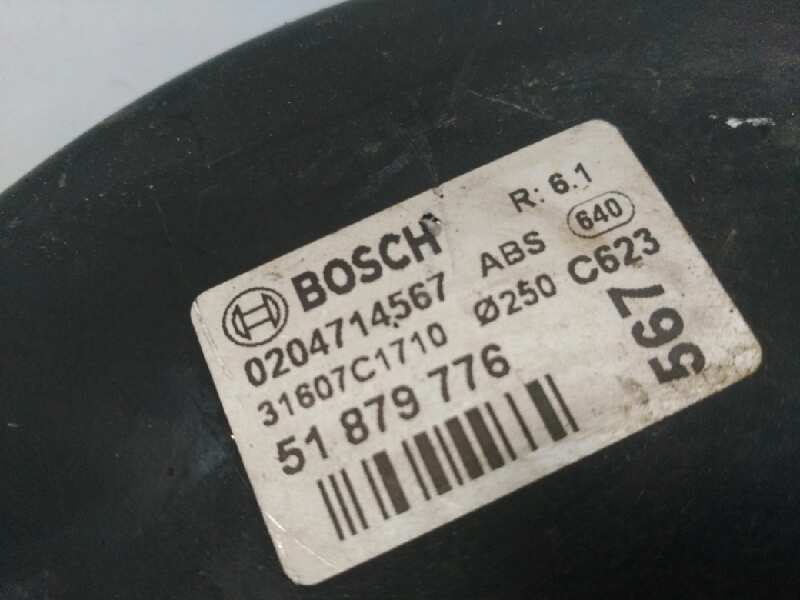 BOSCH R: 6.1
0204714567 ABS 640
31607C1710 Ø250 C623
51 879 776
567